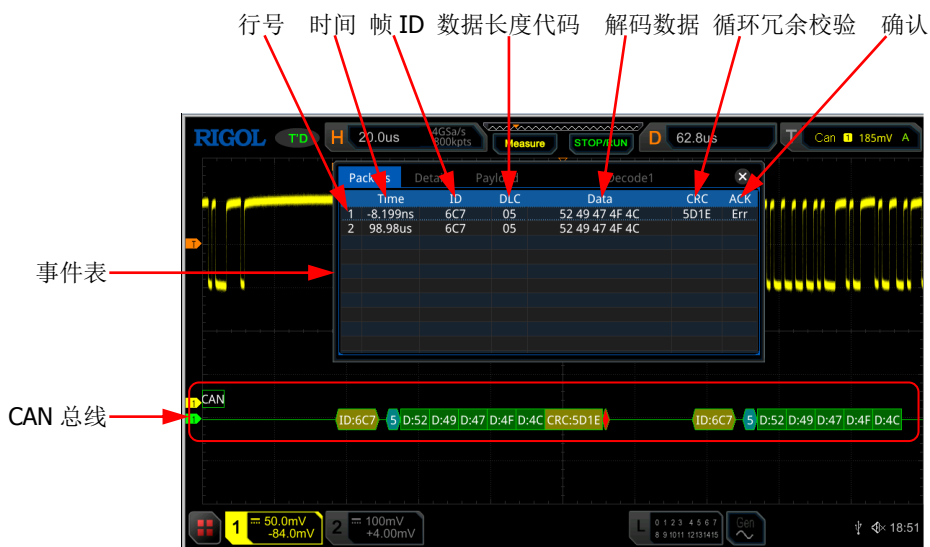 行号 时间 帧 ID 数据长度代码 解码数据 循环冗余校验 确认
RIGOL T'D H 20.0us 4GSa/s 800kpts Measure STOP/RUN D 62.8us T Can 1 185mV A
Packets Details Payload Decode1
Time ID DLC Data CRC ACK
1 -8.199ns 6C7 05 52 49 47 4F 4C 5D1E Err
2 98.98us 6C7 05 52 49 47 4F 4C
T
事件表
CAN
CAN 总线
ID:6C7 5 D:52 D:49 D:47 D:4F D:4C CRC:5D1E ID:6C7 5 D:52 D:49 D:47 D:4F D:4C
1 50.0mV -84.0mV 2 100mV +4.00mV L 0 1 2 3 4 5 6 7 8 9 10 11 12 13 14 15 Gen 18:51